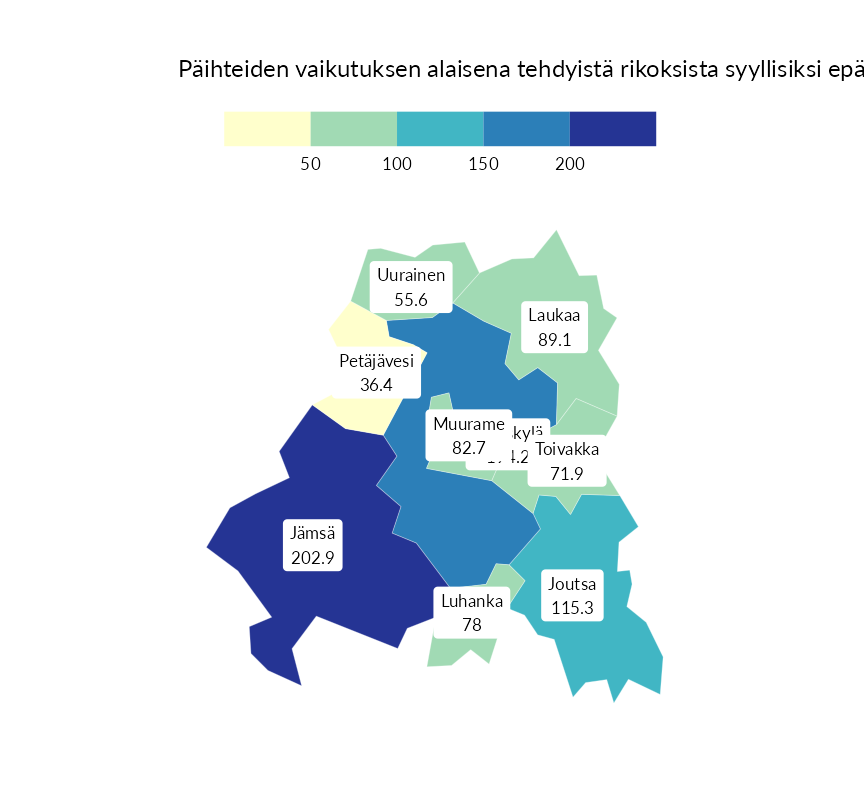 Päihteiden vaikutuksen alaisena tehdyistä rikoksista syyllisiksi epä
50 100 150 200
Uurainen
55.6
Laukaa
89.1
Petäjävesi
36.4
Muurame
82.7
Toivakka
71.9
Jämsä
202.9
Joutsa
115.3
Luhanka
78